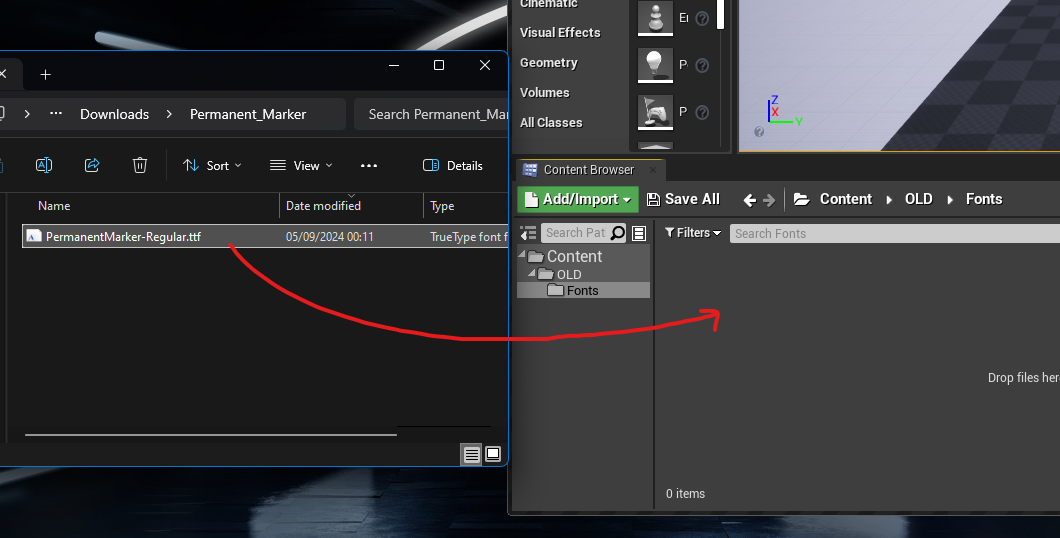 Downloads
Permanent_Marker
Search Permanent_Mar
Sort
View
Details
Name
Date modified
Type
PermanentMarker-Regular.ttf
05/09/2024 00:11
TrueType font f
Cinematic
Visual Effects
Geometry
Volumes
All Classes
P
P
Z
X
Y
Content Browser
Add/Import
Save All
Content
OLD
Fonts
Search Pat
Filters
Search Fonts
Content
OLD
Fonts
Drop files her
0 items